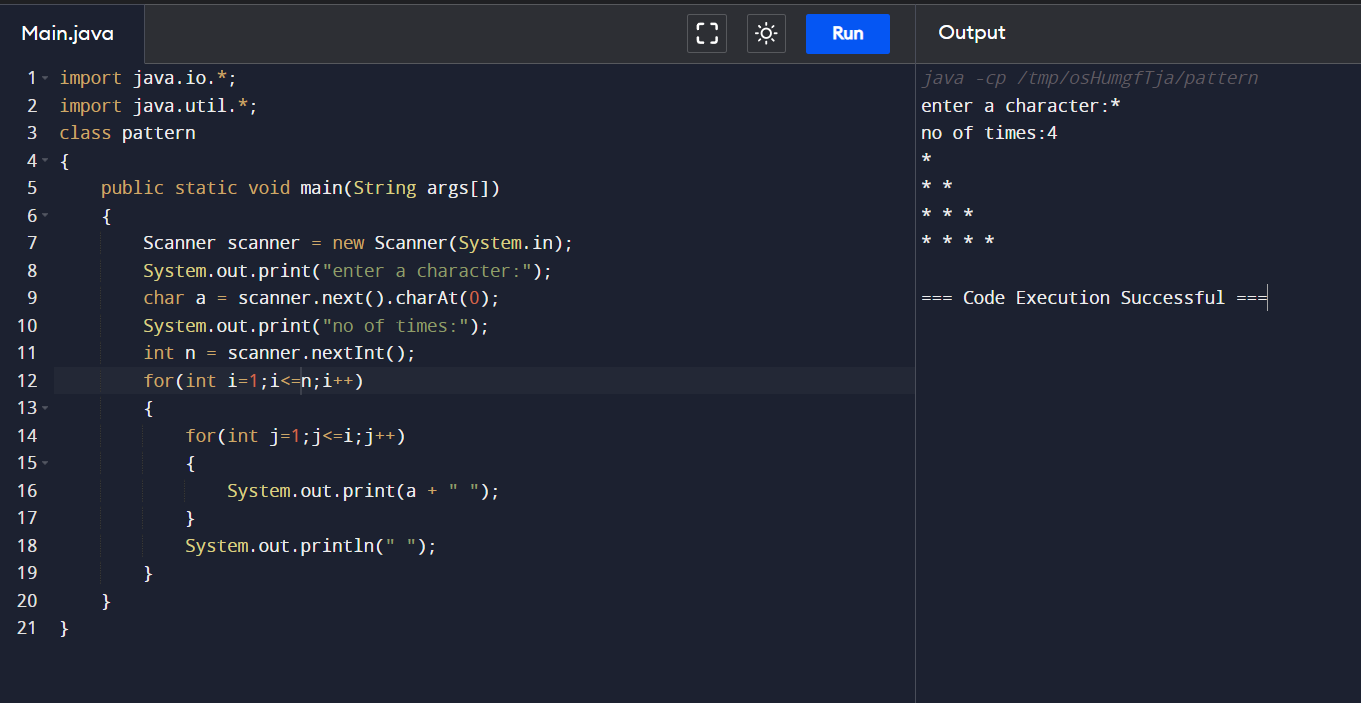 Main.java
Run
Output
1 import java.io.*;
2 import java.util.*;
3 class pattern
4 {
5 public static void main(String args[])
6 {
7 Scanner scanner = new Scanner(System.in);
8 System.out.print("enter a character:");
9 char a = scanner.next().charAt(0);
10 System.out.print("no of times:");
11 int n = scanner.nextInt();
12 for(int i=1;i<=n;i++)
13 {
14 for(int j=1;j<=i;j++)
15 {
16 System.out.print(a + " ");
17 }
18 System.out.println(" ");
19 }
20 }
21 }
java -cp /tmp/osHumgfTja/pattern
enter a character:*
no of times:4
*
* *
* * *
* * * *
=== Code Execution Successful ===